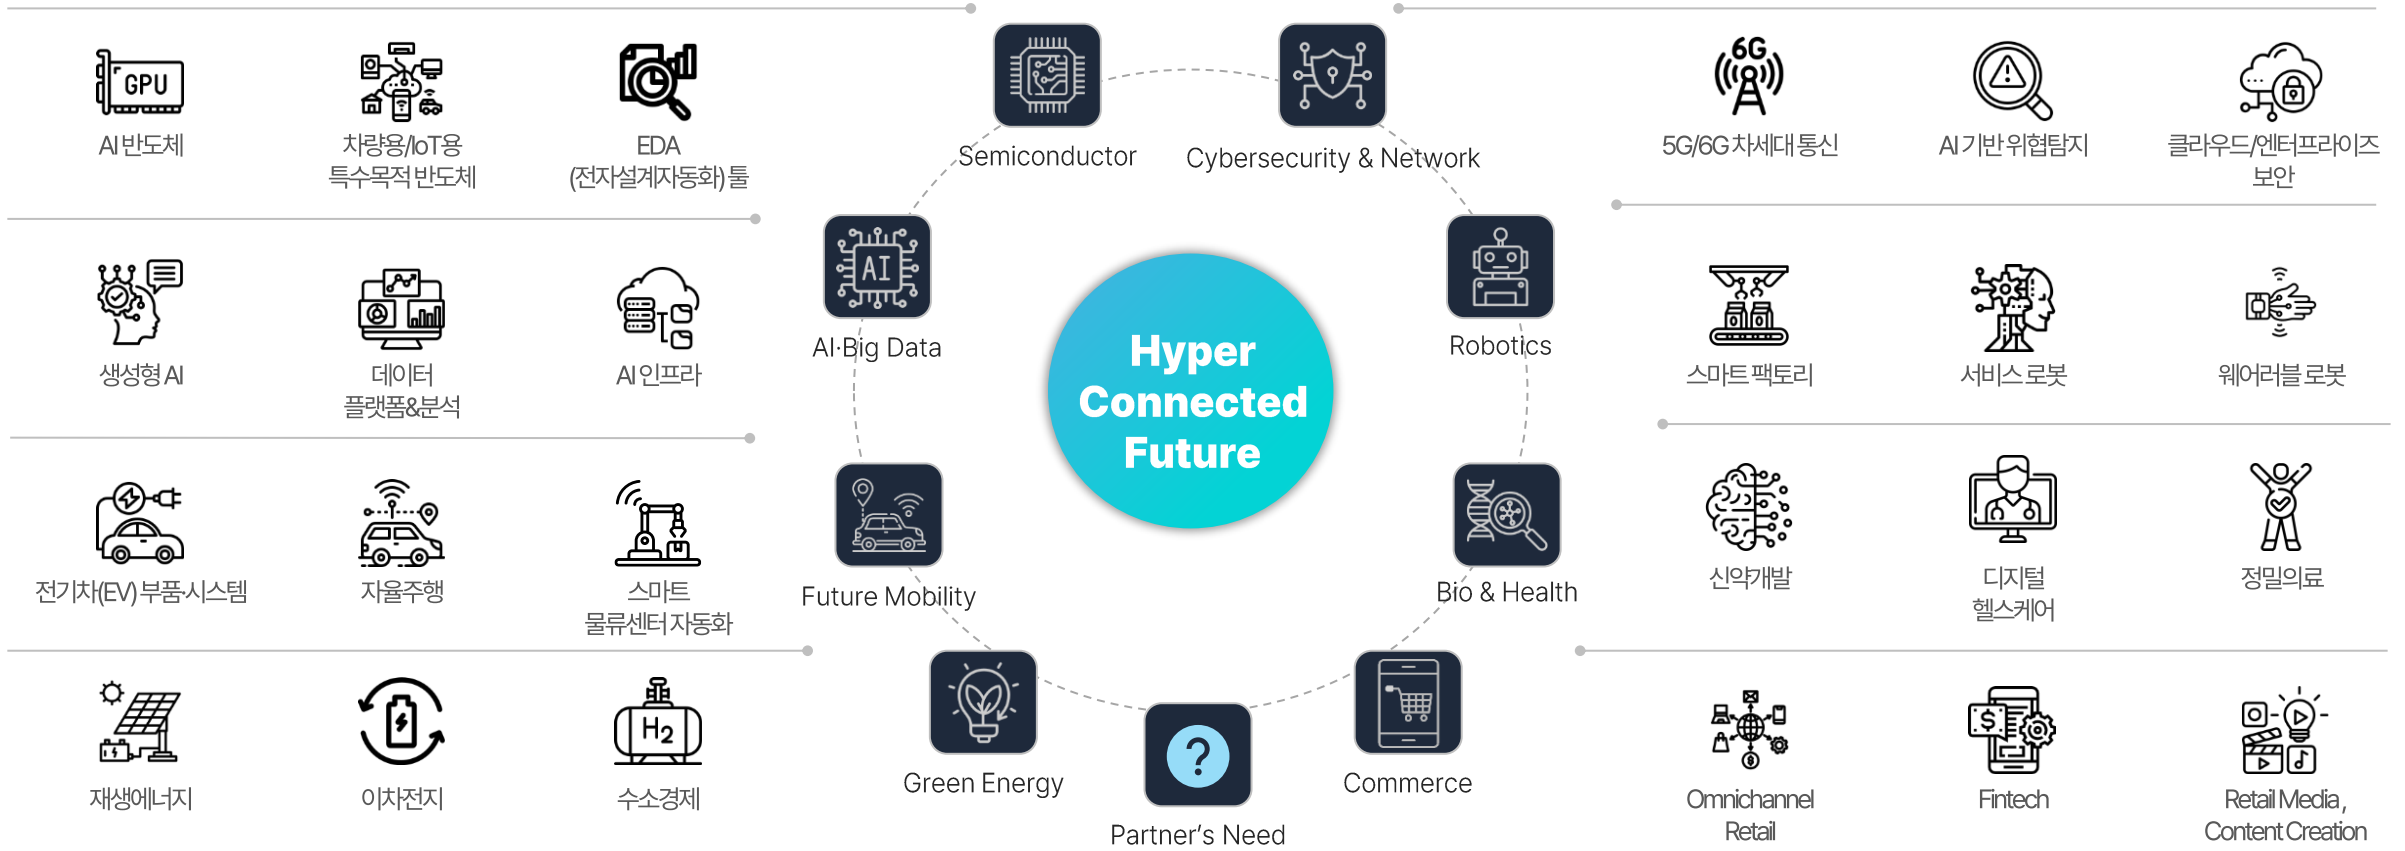 GPU
AI 반도체
차량용/IoT용
특수목적 반도체
EDA
(전자설계자동화) 툴
생성형 AI
데이터
플랫폼&분석
AI 인프라
전기차(EV) 부품·시스템
자율주행
스마트
물류센터 자동화
재생에너지
이차전지
H2
수소경제
Semiconductor
Cybersecurity & Network
AI
AI·Big Data
Robotics
Hyper
Connected
Future
Future Mobility
Bio & Health
Green Energy
?
Partner's Need
Commerce
6G
5G/6G 차세대 통신
AI 기반 위협탐지
클라우드/엔터프라이즈
보안
스마트 팩토리
서비스 로봇
웨어러블 로봇
신약개발
디지털
헬스케어
정밀의료
Omnichannel
Retail
$
Fintech
Retail Media,
Content Creation